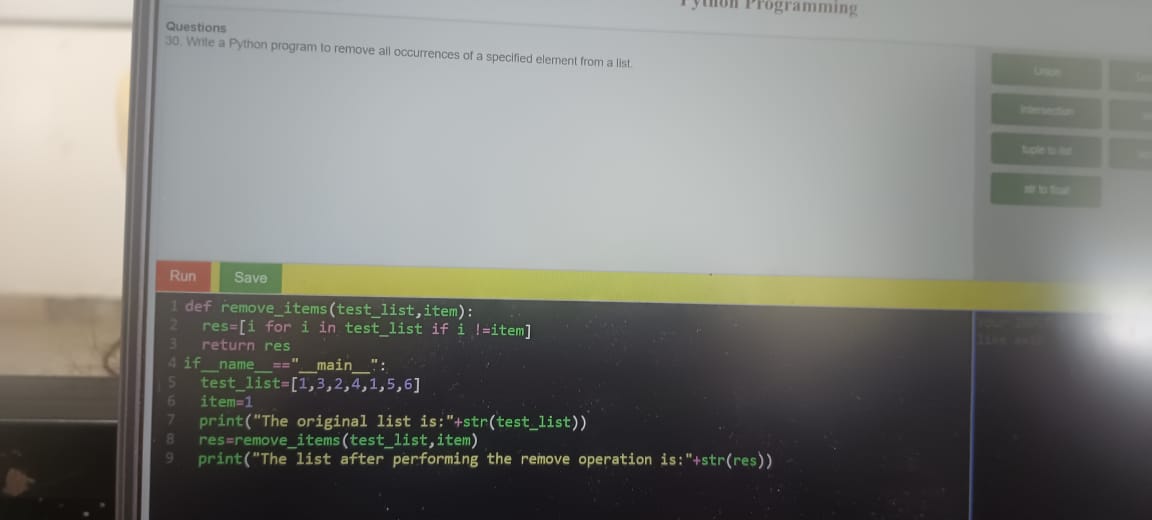 Python Programming
Questions
30. Write a Python program to remove all occurrences of a specified element from a list.
Union
Intersection
tuple to list
str to float
Run
Save
1 def remove_items(test_list,item):
2 res=[i for i in test_list if i !=item]
3 return res
4 if__name__=="__main__":
5 test_list=[1,3,2,4,1,5,6]
6 item=1
7 print("The original list is:"+str(test_list))
8 res=remove_items(test_list,item)
9 print("The list after performing the remove operation is:"+str(res))